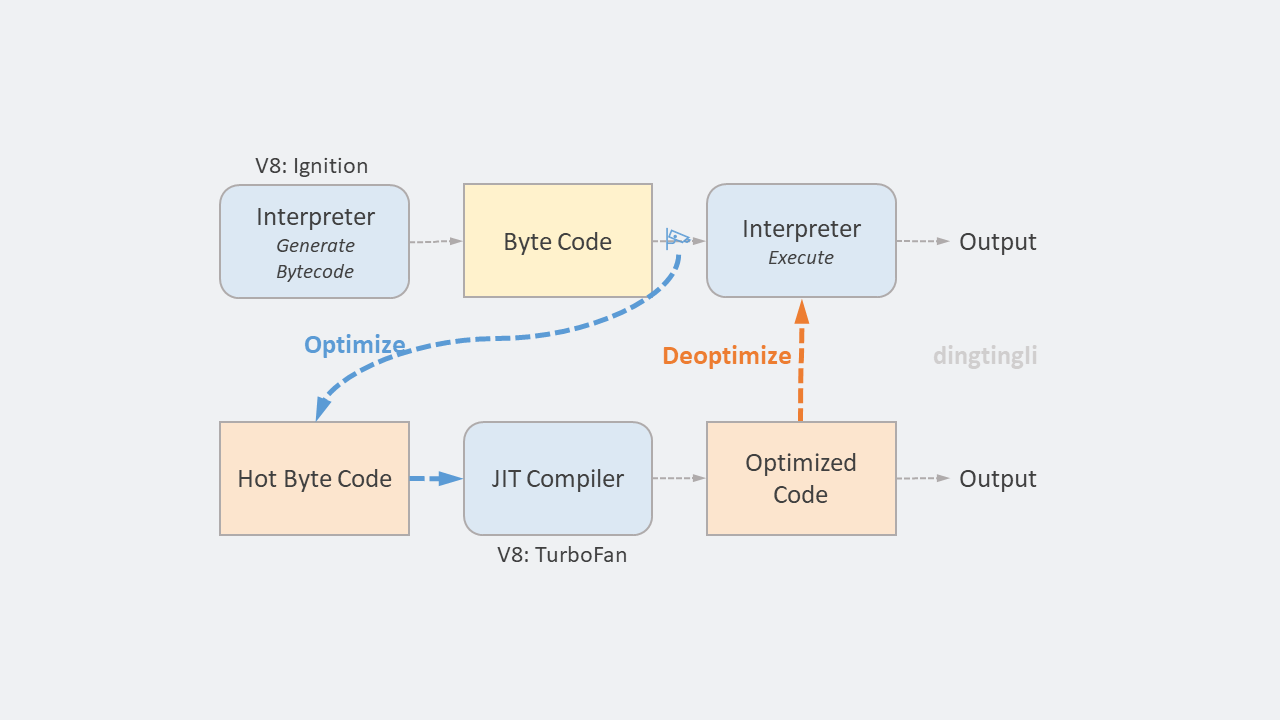 V8: Ignition
Interpreter
Generate
Bytecode
Byte Code
Interpreter
Execute
Output
Optimize
Deoptimize
dingtingli
Hot Byte Code
JIT Compiler
Optimized
Code
Output
V8: TurboFan